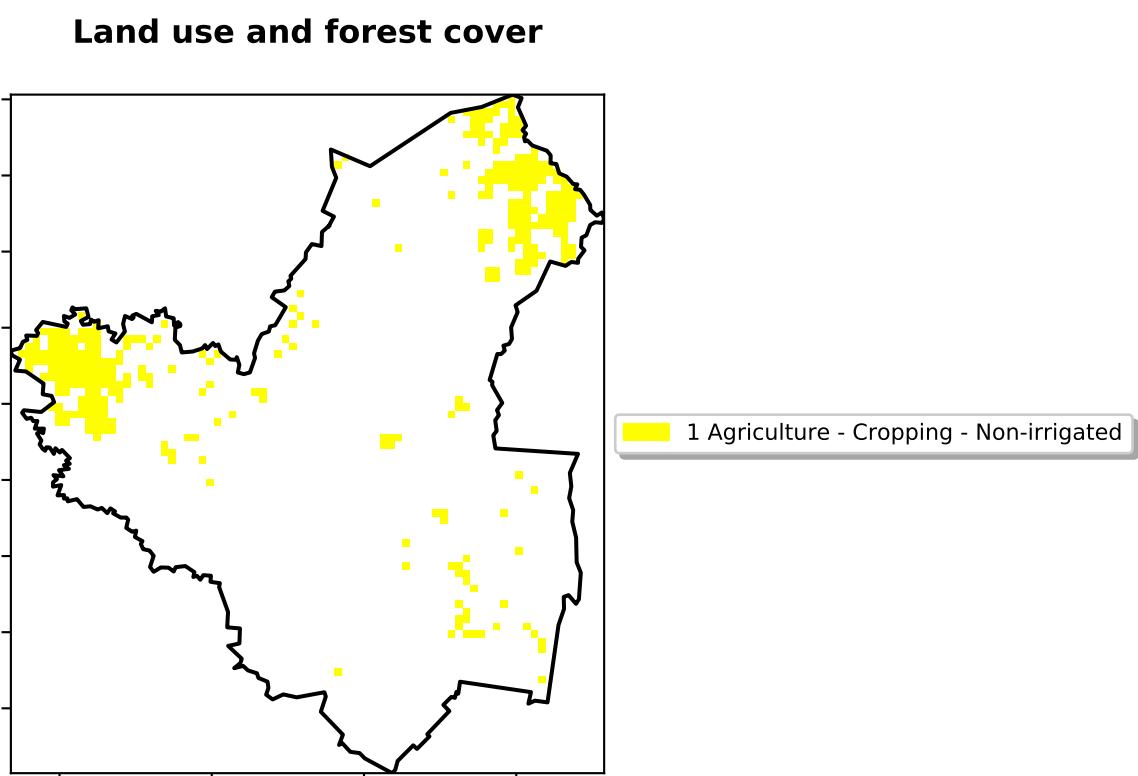 Land use and forest cover
1 Agriculture - Cropping - Non-irrigated